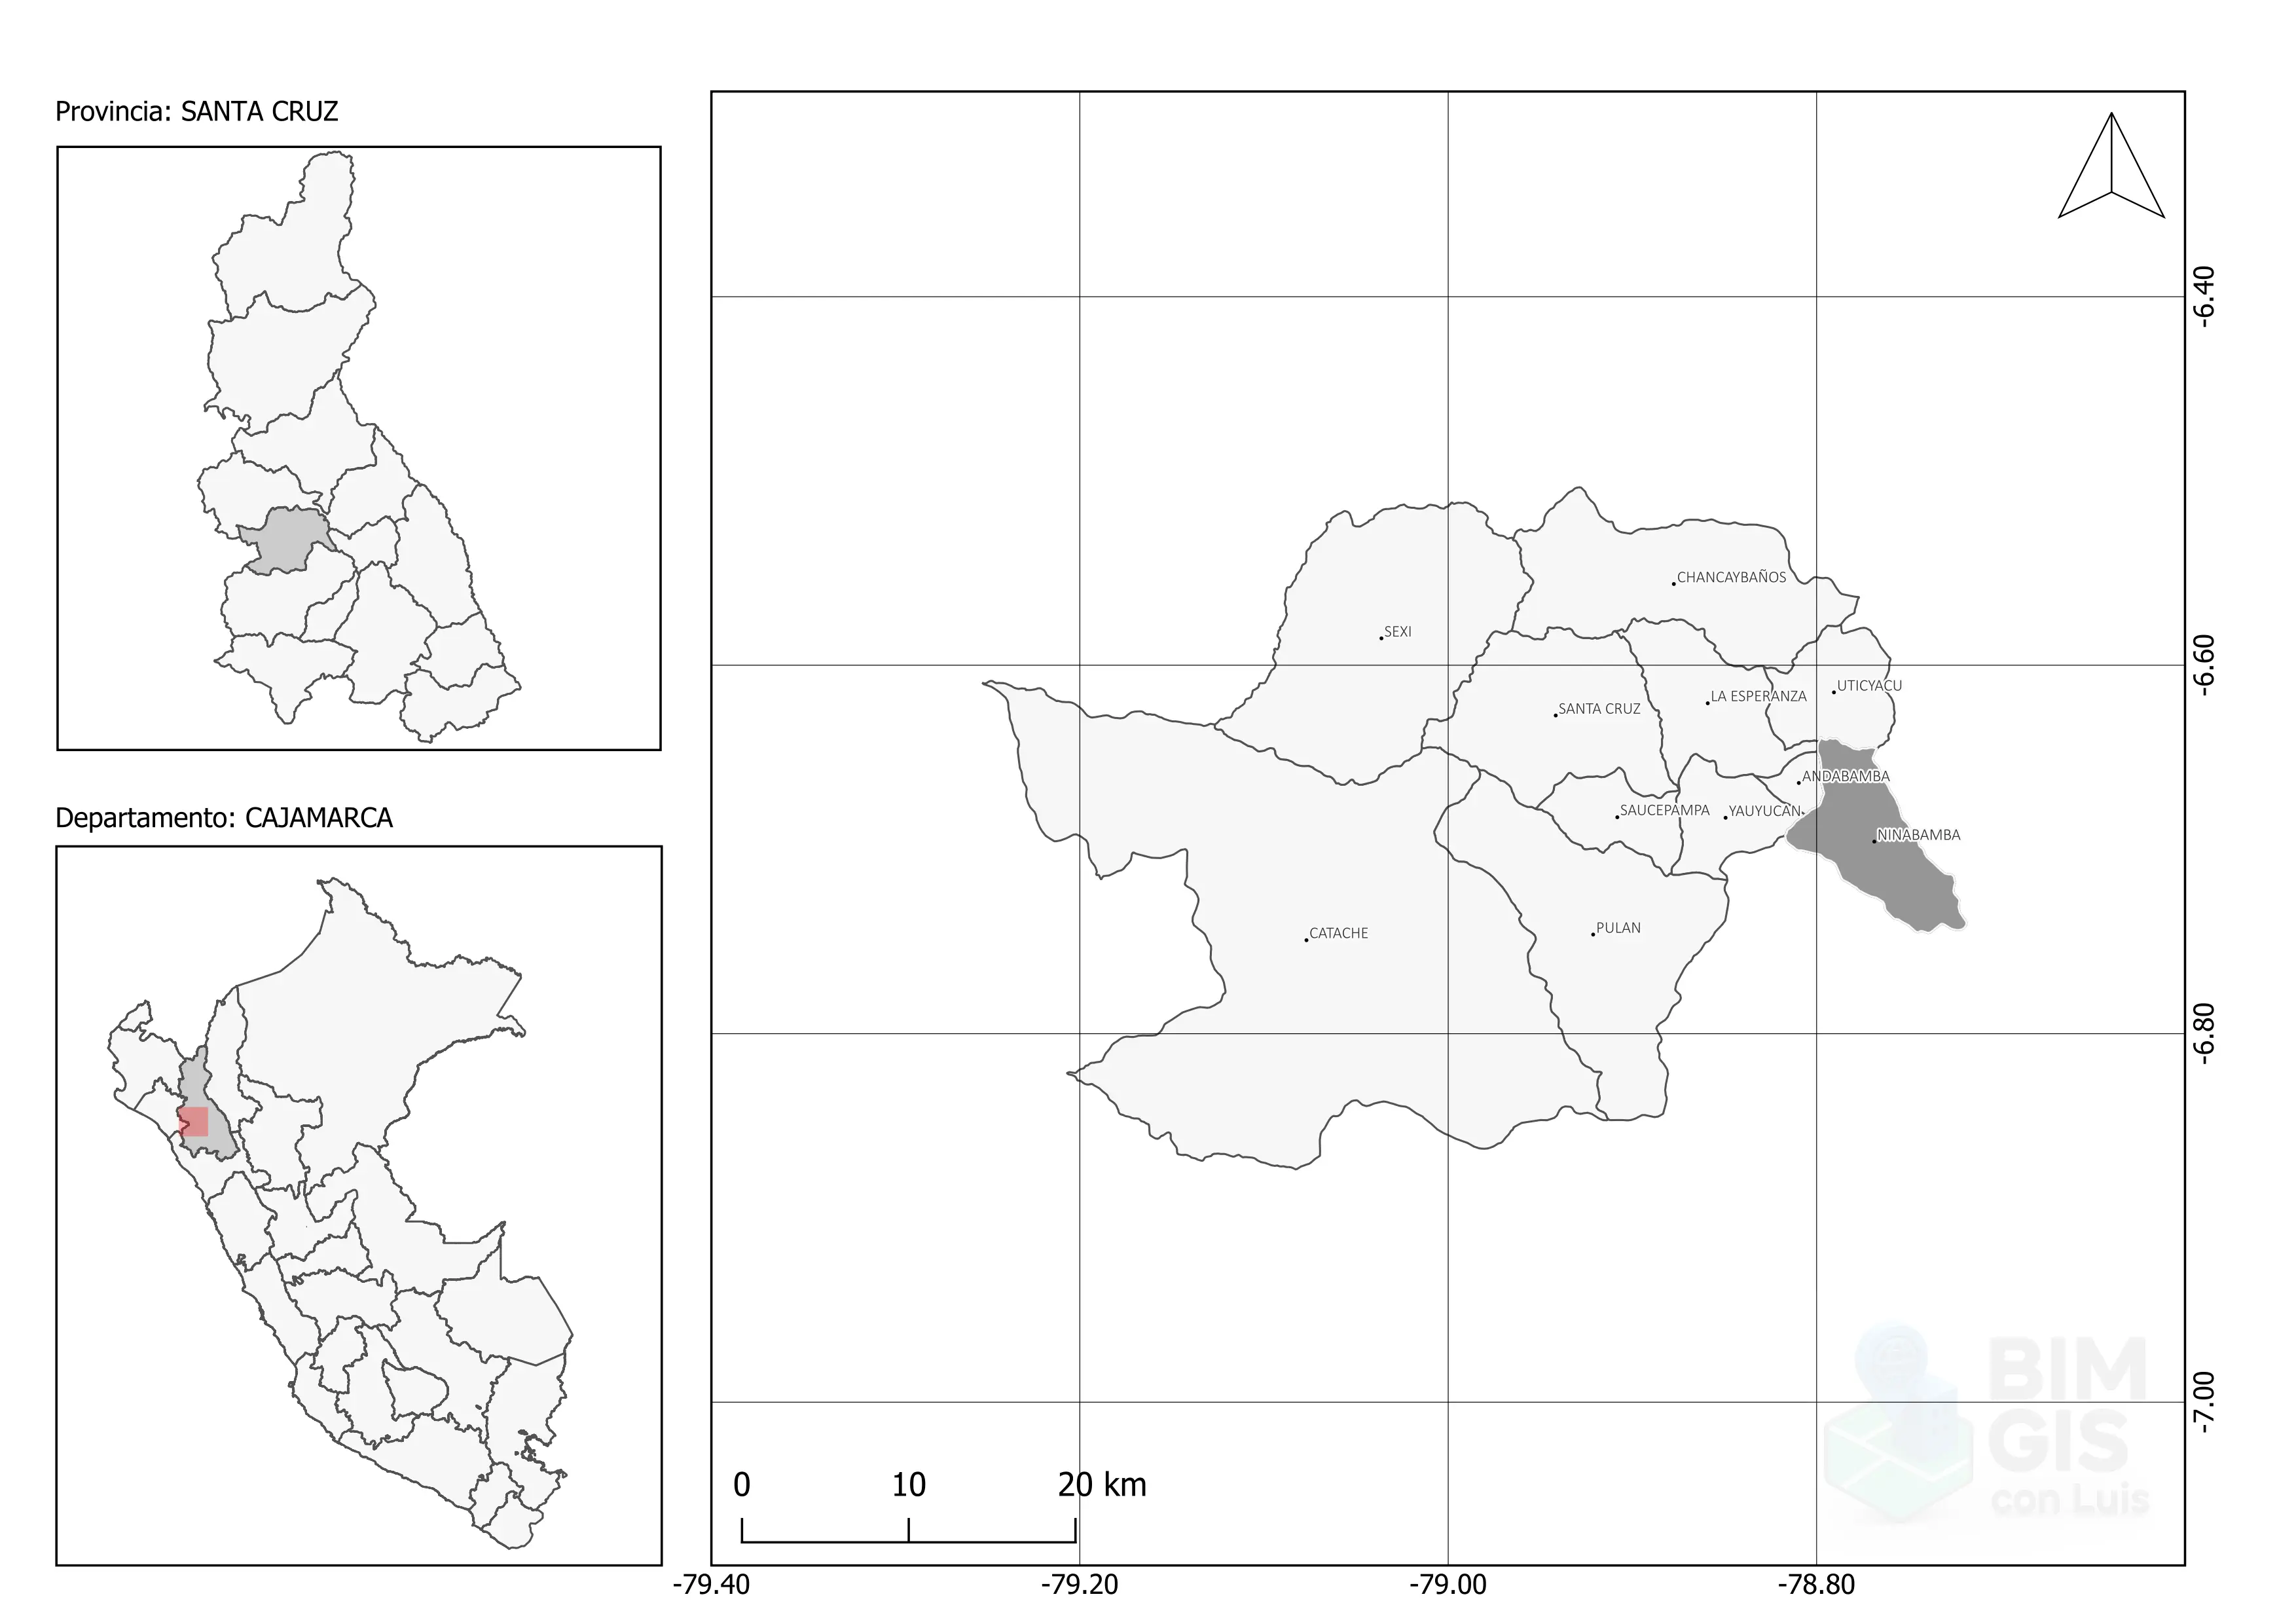 Provincia: SANTA CRUZ
Departamento: CAJAMARCA
CHANCAYBAÑOS
SEXI
UTICYACU
LA ESPERANZA
SANTA CRUZ
ANDABAMBA
SAUCEPAMPA
YAUYUCAN
NINABAMBA
PULAN
CATACHE
-6.40
-6.60
-6.80
-7.00
BIM
GIS
con Luis
0 10 20 km
-79.40 -79.20 -79.00 -78.80